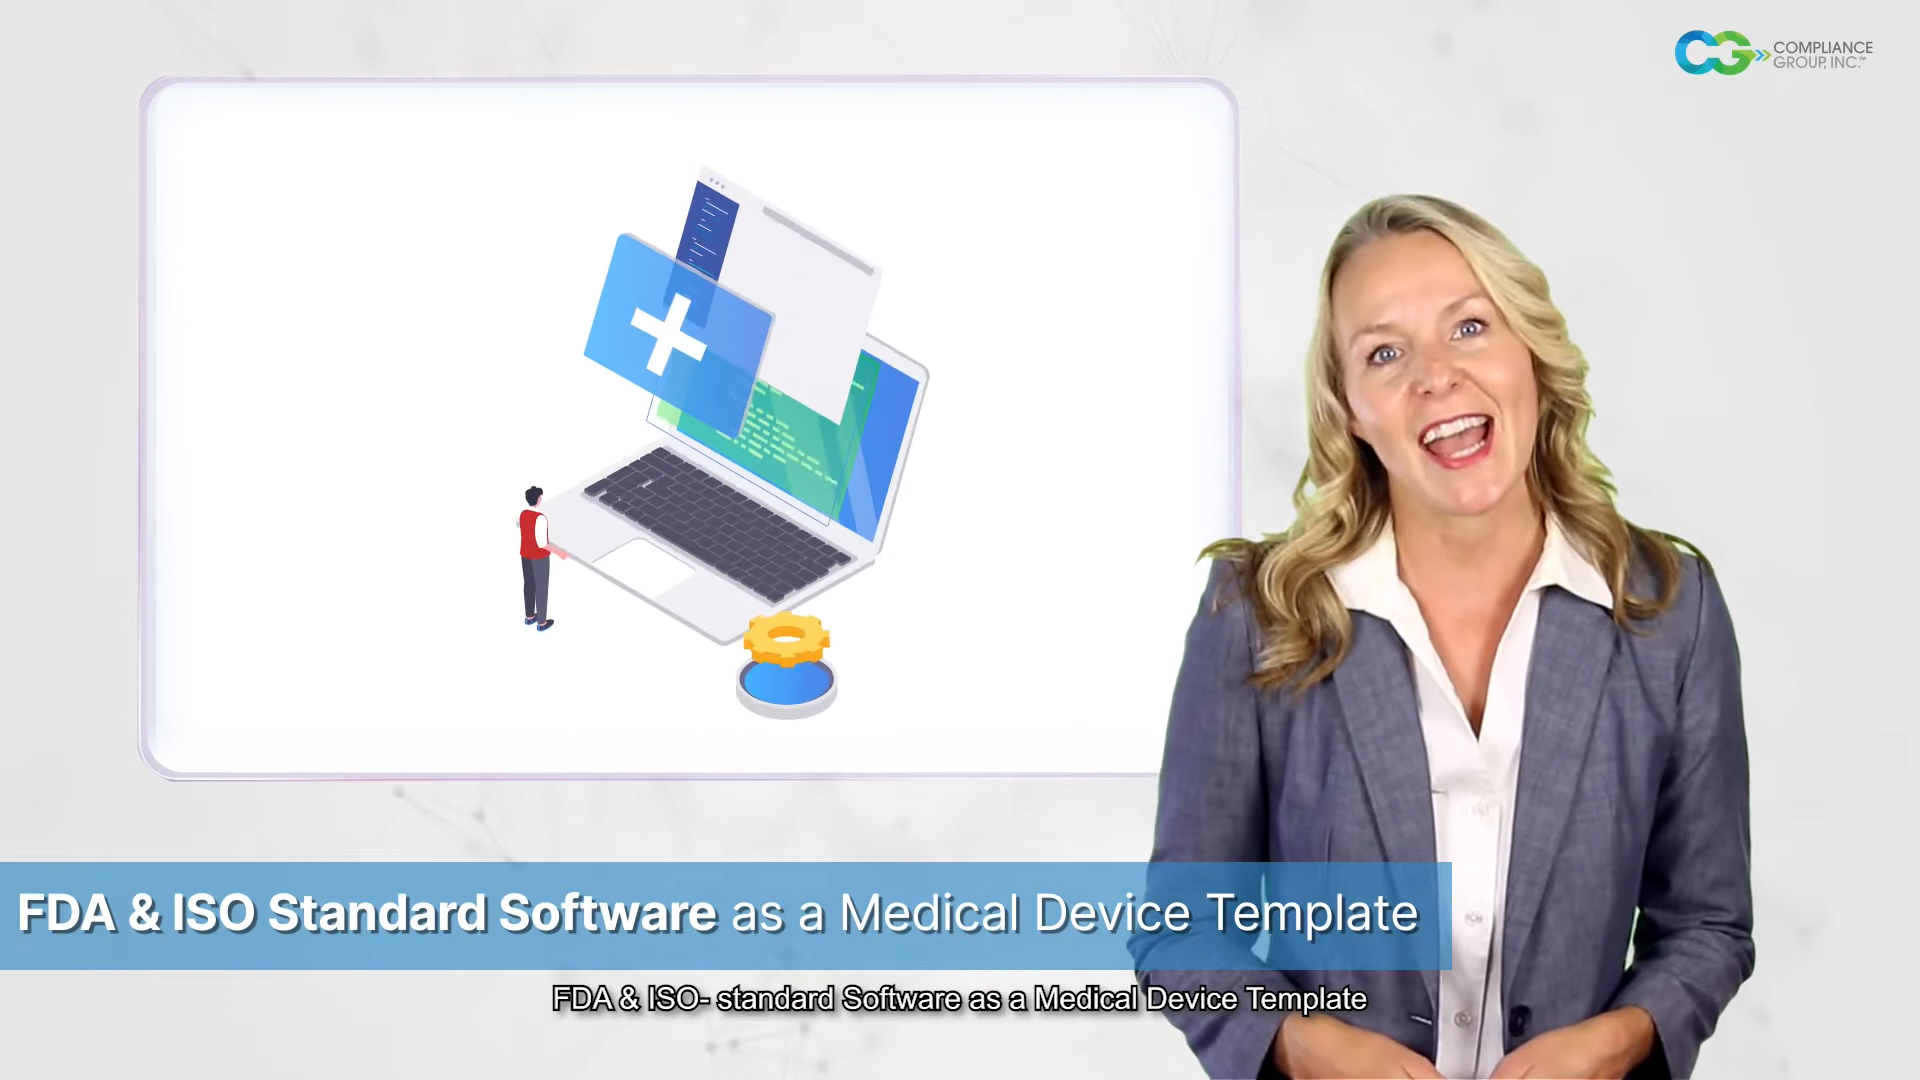 COMPLIANCE
GROUP, INC.™
FDA & ISO Standard Software as a Medical Device Template
FDA & ISO- standard Software as a Medical Device Template